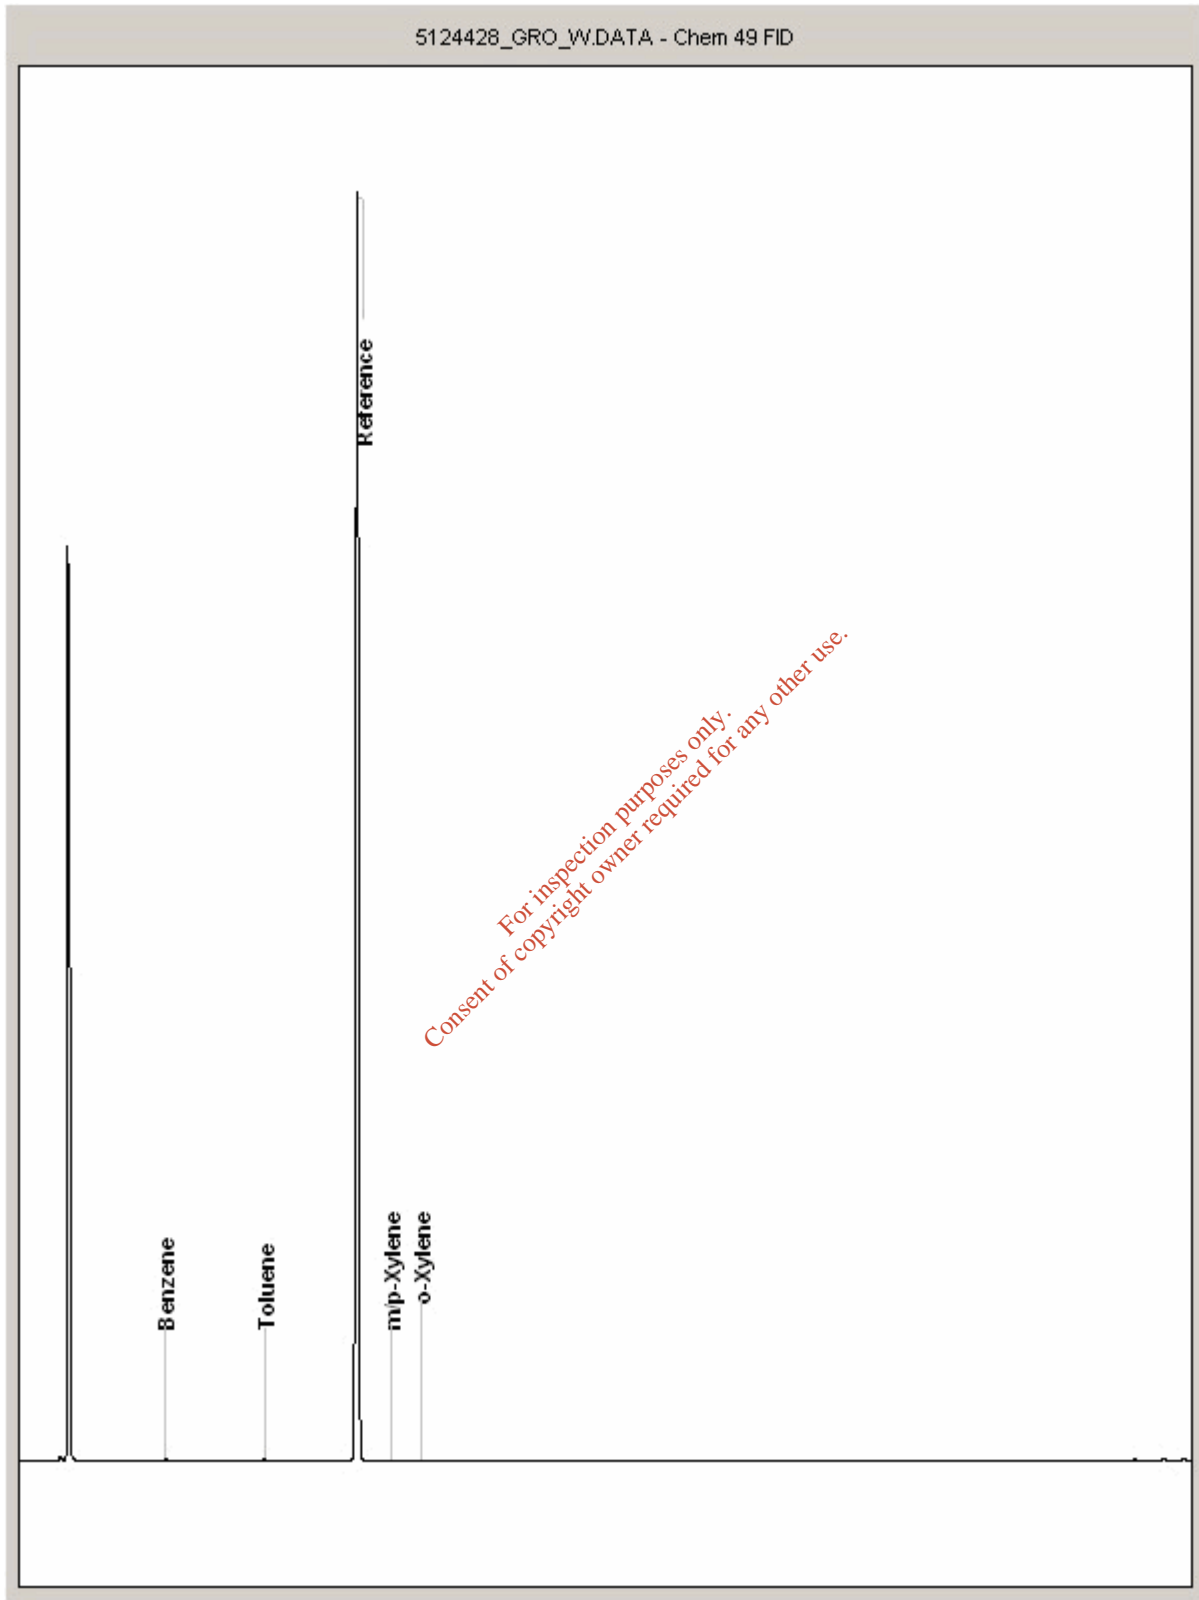 5124428_GRO_W.DATA - Chem 49 FID
Reference
For inspection purposes only.
Consent of copyright owner required for any other use.
Benzene
Toluene
m/p-Xylene
o-Xylene